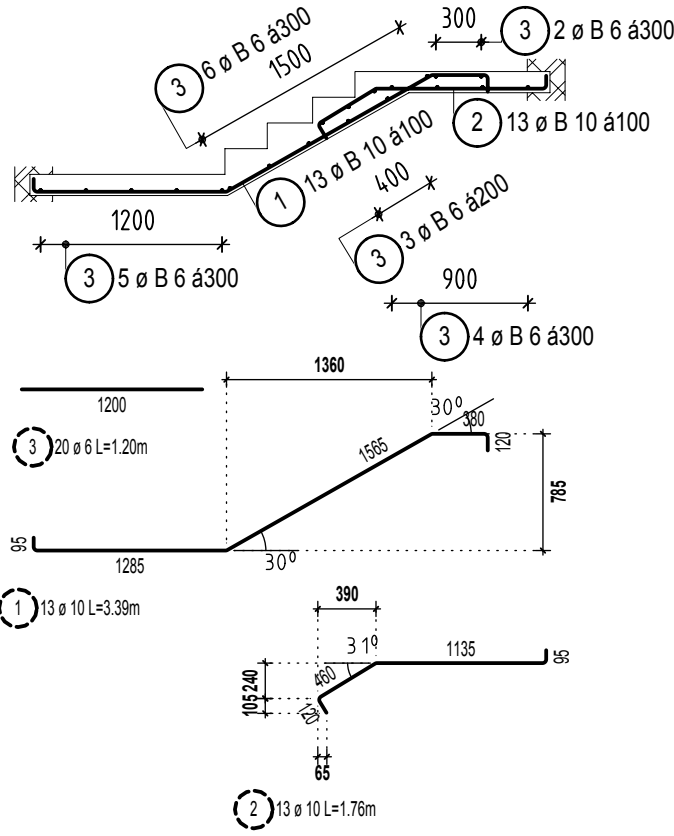 3 6 ø B 6 á300
1500
300
3 2 ø B 6 á300
2 13 ø B 10 á100
1 13 ø B 10 á100
400
3 3 ø B 6 á200
1200
3 5 ø B 6 á300
900
3 4 ø B 6 á300
1200
3 20 ø 6 L=1.20m
1360
30º
380
120
1565
785
95
1285
30º
1 13 ø 10 L=3.39m
390
31º
1135
95
460
240
105
120
65
2 13 ø 10 L=1.76m